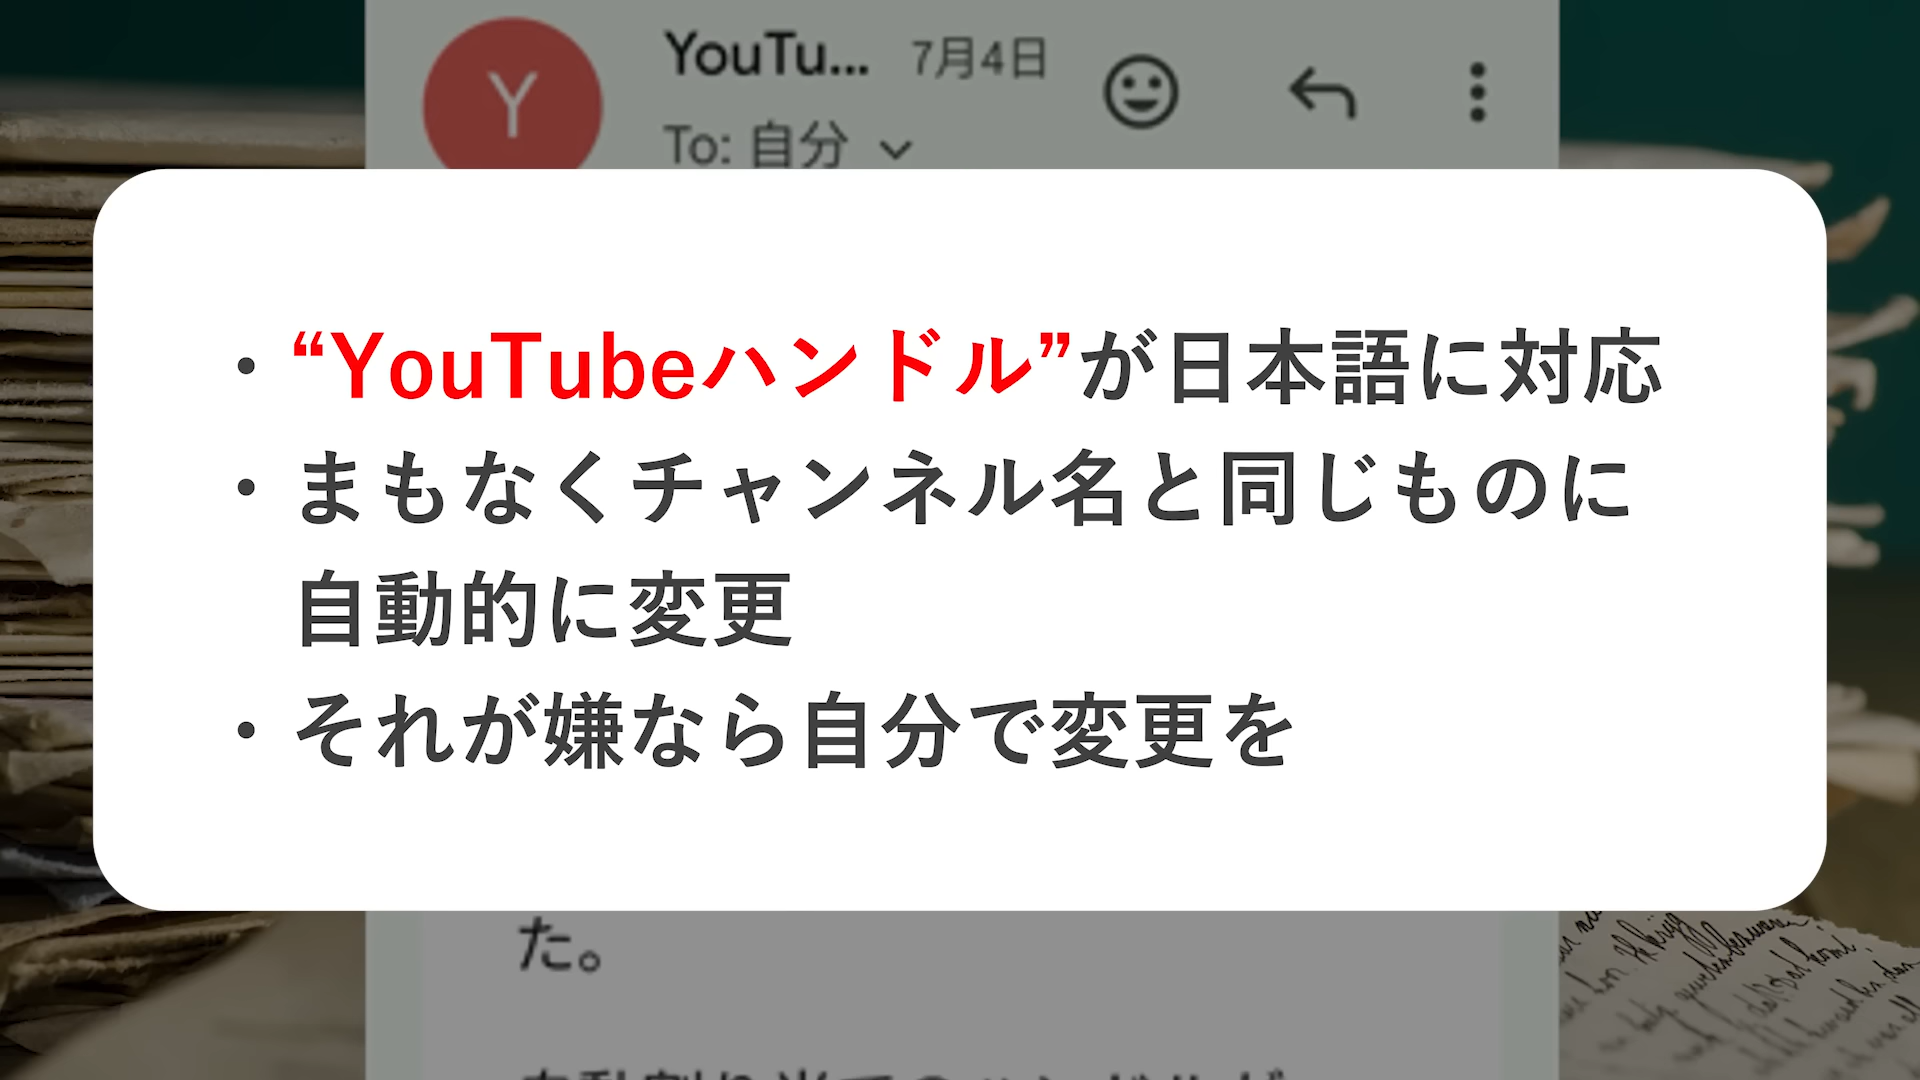 Y
YouTu... 7月4日
To: 自分
・“YouTubeハンドル”が日本語に対応
・まもなくチャンネル名と同じものに
自動的に変更
・それが嫌なら自分で変更を
た。